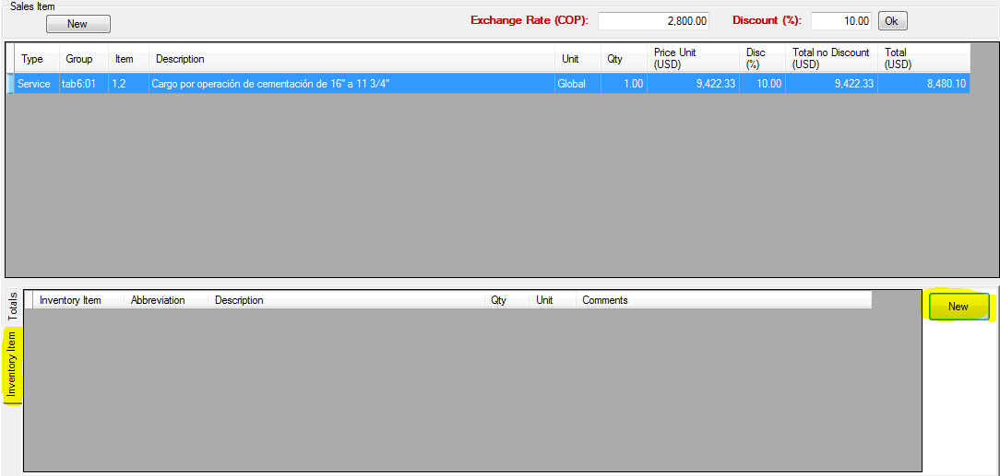 Sales Item
New
Exchange Rate (COP): 2,800.00 Discount (%): 10.00 Ok
Type Group Item Description Unit Qty Price Unit (USD) Disc (%) Total no Discount (USD) Total (USD)
Service tab6:01 1,2 Cargo por operación de cementación de 16" a 11 3/4" Global 1.00 9,422.33 10.00 9,422.33 8,480.10
Totals
Inventory Item
Inventory Item Abbreviation Description Qty Unit Comments
New